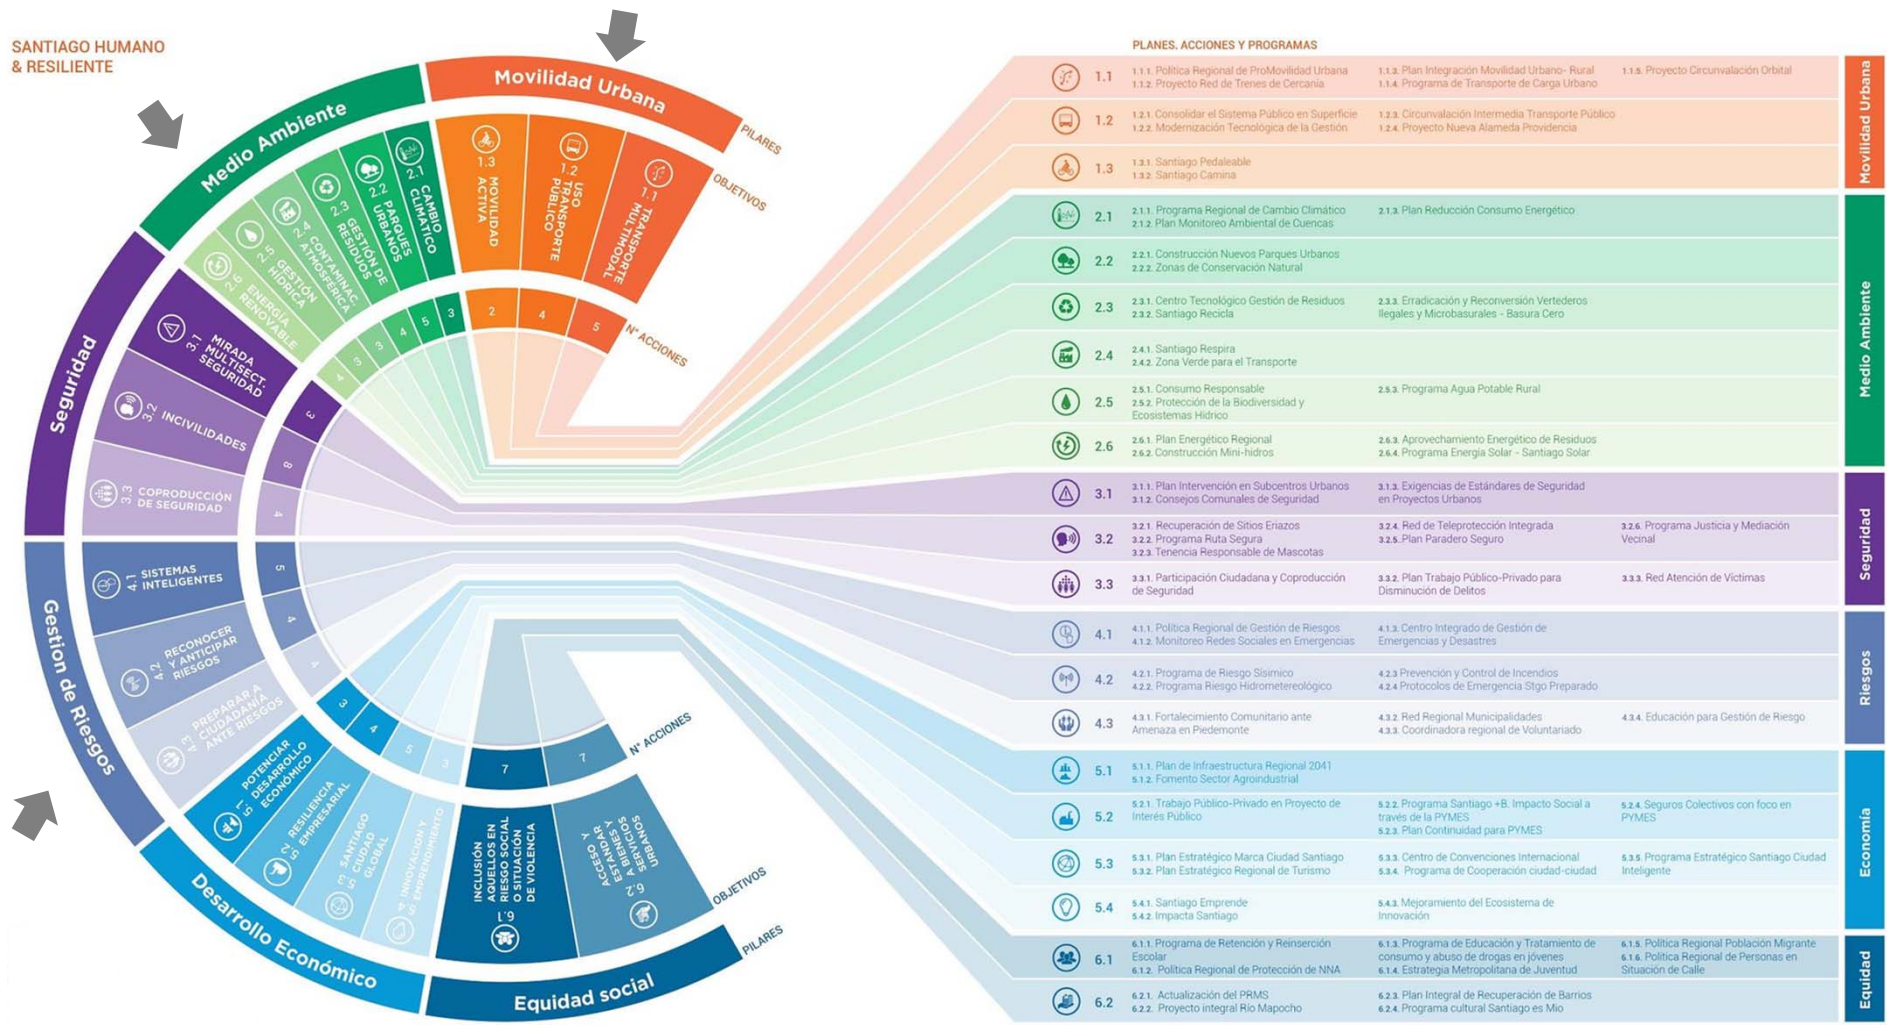 SANTIAGO HUMANO
& RESILIENTE
Movilidad Urbana
PILARES
1.3 MOVILIDAD
ACTIVA
1.2 USO
TRANSPORTE
PÚBLICO
1.1 TRANSPORTE
MULTIMODAL
OBJETIVOS
2
4
5
N° ACCIONES
Medio Ambiente
2.1 CAMBIO
CLIMÁTICO
2.2 PARQUES
URBANOS
2.3 GESTIÓN DE
RESIDUOS
2.4 CONTAMINAC.
ATMOSFÉRICA
2.5 GESTIÓN
HÍDRICA
2.6 ENERGÍA
RENOVABLE
3
5
4
3
3
4
Seguridad
3.1 MIRADA
MULTISECT.
SEGURIDAD
3.2 INCIVILIDADES
3.3 COPRODUCCIÓN
DE SEGURIDAD
3
8
4
Gestion de Riesgos
4.1 SISTEMAS
INTELIGENTES
4.2 RECONOCER
Y ANTICIPAR
RIESGOS
4.3 PREPARAR A
CIUDADANÍA
ANTE RIESGOS
5
4
4
Desarrollo Económico
5.1 POTENCIAR
DESARROLLO
ECONÓMICO
5.2 RESILIENCIA
EMPRESARIAL
5.3 SANTIAGO
CIUDAD
GLOBAL
5.4 INNOVACIÓN Y
EMPRENDIMIENTO
3
4
5
3
Equidad social
6.1 INCLUSIÓN
AQUELLOS EN
RIESGO SOCIAL
O SITUACIÓN
DE VIOLENCIA
6.2 ACCESO Y
ESTÁNDAR
A BIENES Y
SERVICIOS
URBANOS
7
7
N° ACCIONES
OBJETIVOS
PILARES
PLANES. ACCIONES Y PROGRAMAS
1.1
1.1.1. Política Regional de ProMovilidad Urbana
1.1.2. Proyecto Red de Trenes de Cercanía
1.1.3. Plan Integración Movilidad Urbano- Rural
1.1.4. Programa de Transporte de Carga Urbano
1.1.5. Proyecto Circunvalación Orbital
1.2
1.2.1. Consolidar el Sistema Público en Superficie
1.2.2. Modernización Tecnológica de la Gestión
1.2.3. Circunvalación Intermedia Transporte Público
1.2.4. Proyecto Nueva Alameda Providencia
1.3
1.3.1. Santiago Pedaleable
1.3.2. Santiago Camina
Movilidad Urbana
2.1
2.1.1. Programa Regional de Cambio Climático
2.1.2. Plan Monitoreo Ambiental de Cuencas
2.1.3. Plan Reducción Consumo Energético
2.2
2.2.1. Construcción Nuevos Parques Urbanos
2.2.2. Zonas de Conservación Natural
2.3
2.3.1. Centro Tecnológico Gestión de Residuos
2.3.2. Santiago Recicla
2.3.3. Erradicación y Reconversión Vertederos
Ilegales y Microbasurales - Basura Cero
2.4
2.4.1. Santiago Respira
2.4.2. Zona Verde para el Transporte
2.5
2.5.1. Consumo Responsable
2.5.2. Protección de la Biodiversidad y
Ecosistemas Hídrico
2.5.3. Programa Agua Potable Rural
2.6
2.6.1. Plan Energético Regional
2.6.2. Construcción Mini-hidros
2.6.3. Aprovechamiento Energético de Residuos
2.6.4. Programa Energía Solar - Santiago Solar
Medio Ambiente
3.1
3.1.1. Plan Intervención en Subcentros Urbanos
3.1.2. Consejos Comunales de Seguridad
3.1.3. Exigencias de Estándares de Seguridad
en Proyectos Urbanos
3.2
3.2.1. Recuperación de Sitios Eriazos
3.2.2. Programa Ruta Segura
3.2.3. Tenencia Responsable de Mascotas
3.2.4. Red de Teleprotección Integrada
3.2.5. Plan Paradero Seguro
3.2.6. Programa Justicia y Mediación
Vecinal
3.3
3.3.1. Participación Ciudadana y Coproducción
de Seguridad
3.3.2. Plan Trabajo Público-Privado para
Disminución de Delitos
3.3.3. Red Atención de Víctimas
Seguridad
4.1
4.1.1. Política Regional de Gestión de Riesgos
4.1.2. Monitoreo Redes Sociales en Emergencias
4.1.3. Centro Integrado de Gestión de
Emergencias y Desastres
4.2
4.2.1. Programa de Riesgo Sísimico
4.2.2. Programa Riesgo Hidrometereológico
4.2.3 Prevención y Control de Incendios
4.2.4 Protocolos de Emergencia Stgo Preparado
4.3
4.3.1. Fortalecimiento Comunitario ante
Amenaza en Piedemonte
4.3.2. Red Regional Municipalidades
4.3.3. Coordinadora regional de Voluntariado
4.3.4. Educación para Gestión de Riesgo
Riesgos
5.1
5.1.1. Plan de Infraestructura Regional 2041
5.1.2. Fomento Sector Agroindustrial
5.2
5.2.1. Trabajo Público-Privado en Proyecto de
Interés Público
5.2.2. Programa Santiago +B. Impacto Social a
través de la PYMES
5.2.3. Plan Continuidad para PYMES
5.2.4. Seguros Colectivos con foco en
PYMES
5.3
5.3.1. Plan Estratégico Marca Ciudad Santiago
5.3.2. Plan Estratégico Regional de Turismo
5.3.3. Centro de Convenciones Internacional
5.3.4. Programa de Cooperación ciudad-ciudad
5.3.5. Programa Estratégico Santiago Ciudad
Inteligente
5.4
5.4.1. Santiago Emprende
5.4.2. Impacta Santiago
5.4.3. Mejoramiento del Ecosistema de
Innovación
Economía
6.1
6.1.1. Programa de Retención y Reinserción
Escolar
6.1.2. Política Regional de Protección de NNA
6.1.3. Programa de Educación y Tratamiento de
consumo y abuso de drogas en jóvenes
6.1.4. Estrategia Metropolitana de Juventud
6.1.5. Política Regional Población Migrante
6.1.6. Política Regional de Personas en
Situación de Calle
6.2
6.2.1. Actualización del PRMS
6.2.2. Proyecto integral Río Mapocho
6.2.3. Plan Integral de Recuperación de Barrios
6.2.4. Programa cultural Santiago es Mío
Equidad